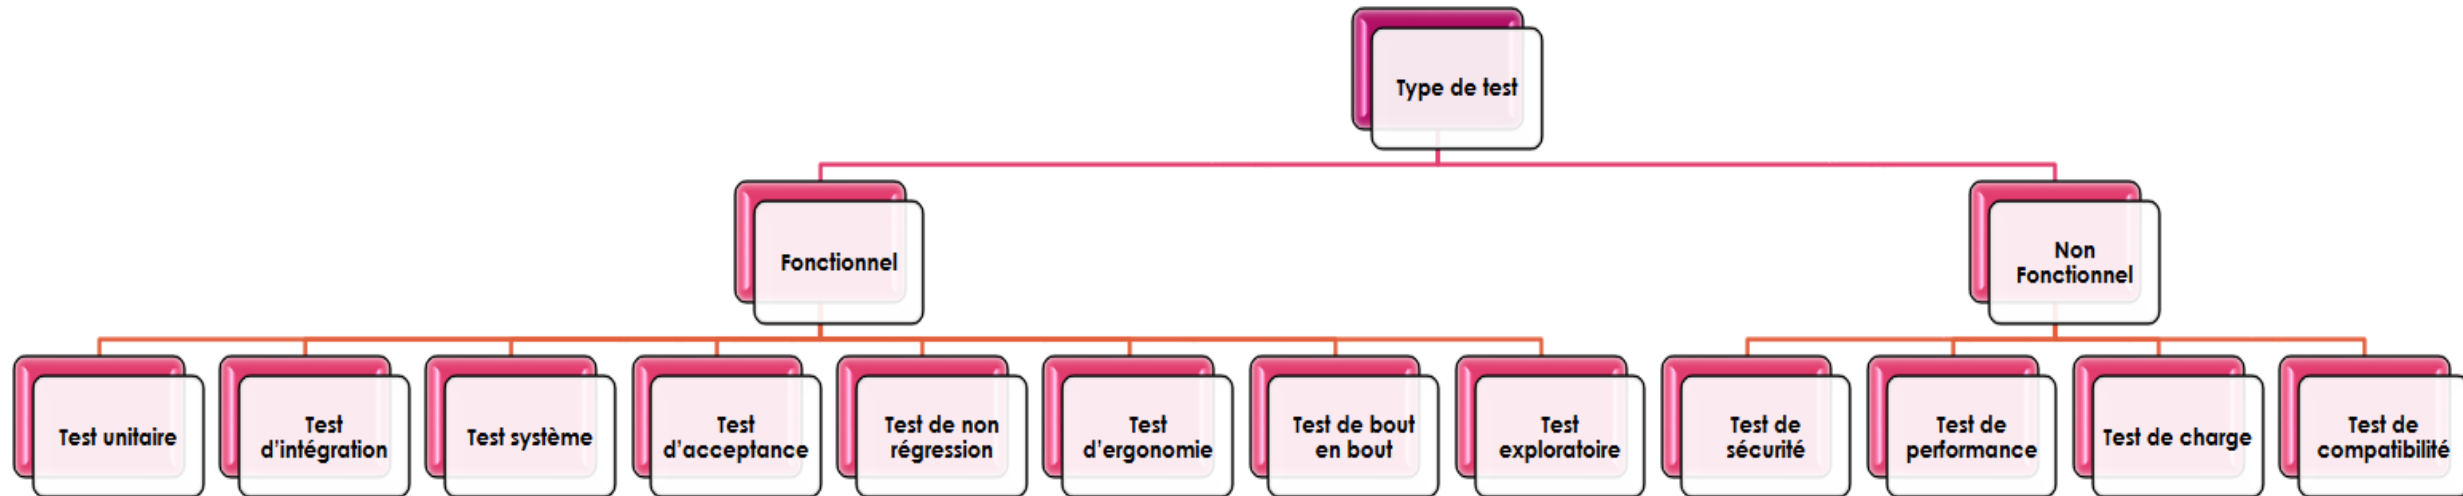 Type de test
Fonctionnel
Non
Fonctionnel
Test unitaire
Test
d'intégration
Test système
Test
d'acceptance
Test de non
régression
Test
d'ergonomie
Test de bout
en bout
Test
exploratoire
Test de
sécurité
Test de
performance
Test de charge
Test de
compatibilité